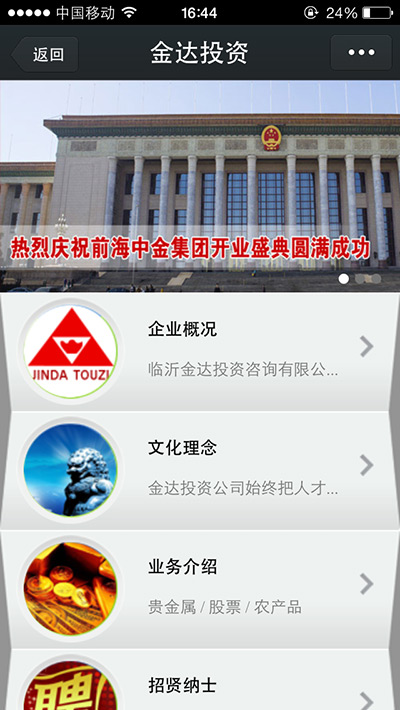 中国移动 16:44 24%
返回 金达投资
热烈庆祝前海中金集团开业盛典圆满成功
企业概况
JINDA TOUZI
临沂金达投资咨询有限公...
文化理念
金达投资公司始终把人才...
业务介绍
贵金属 / 股票 / 农产品
招贤纳士
聘